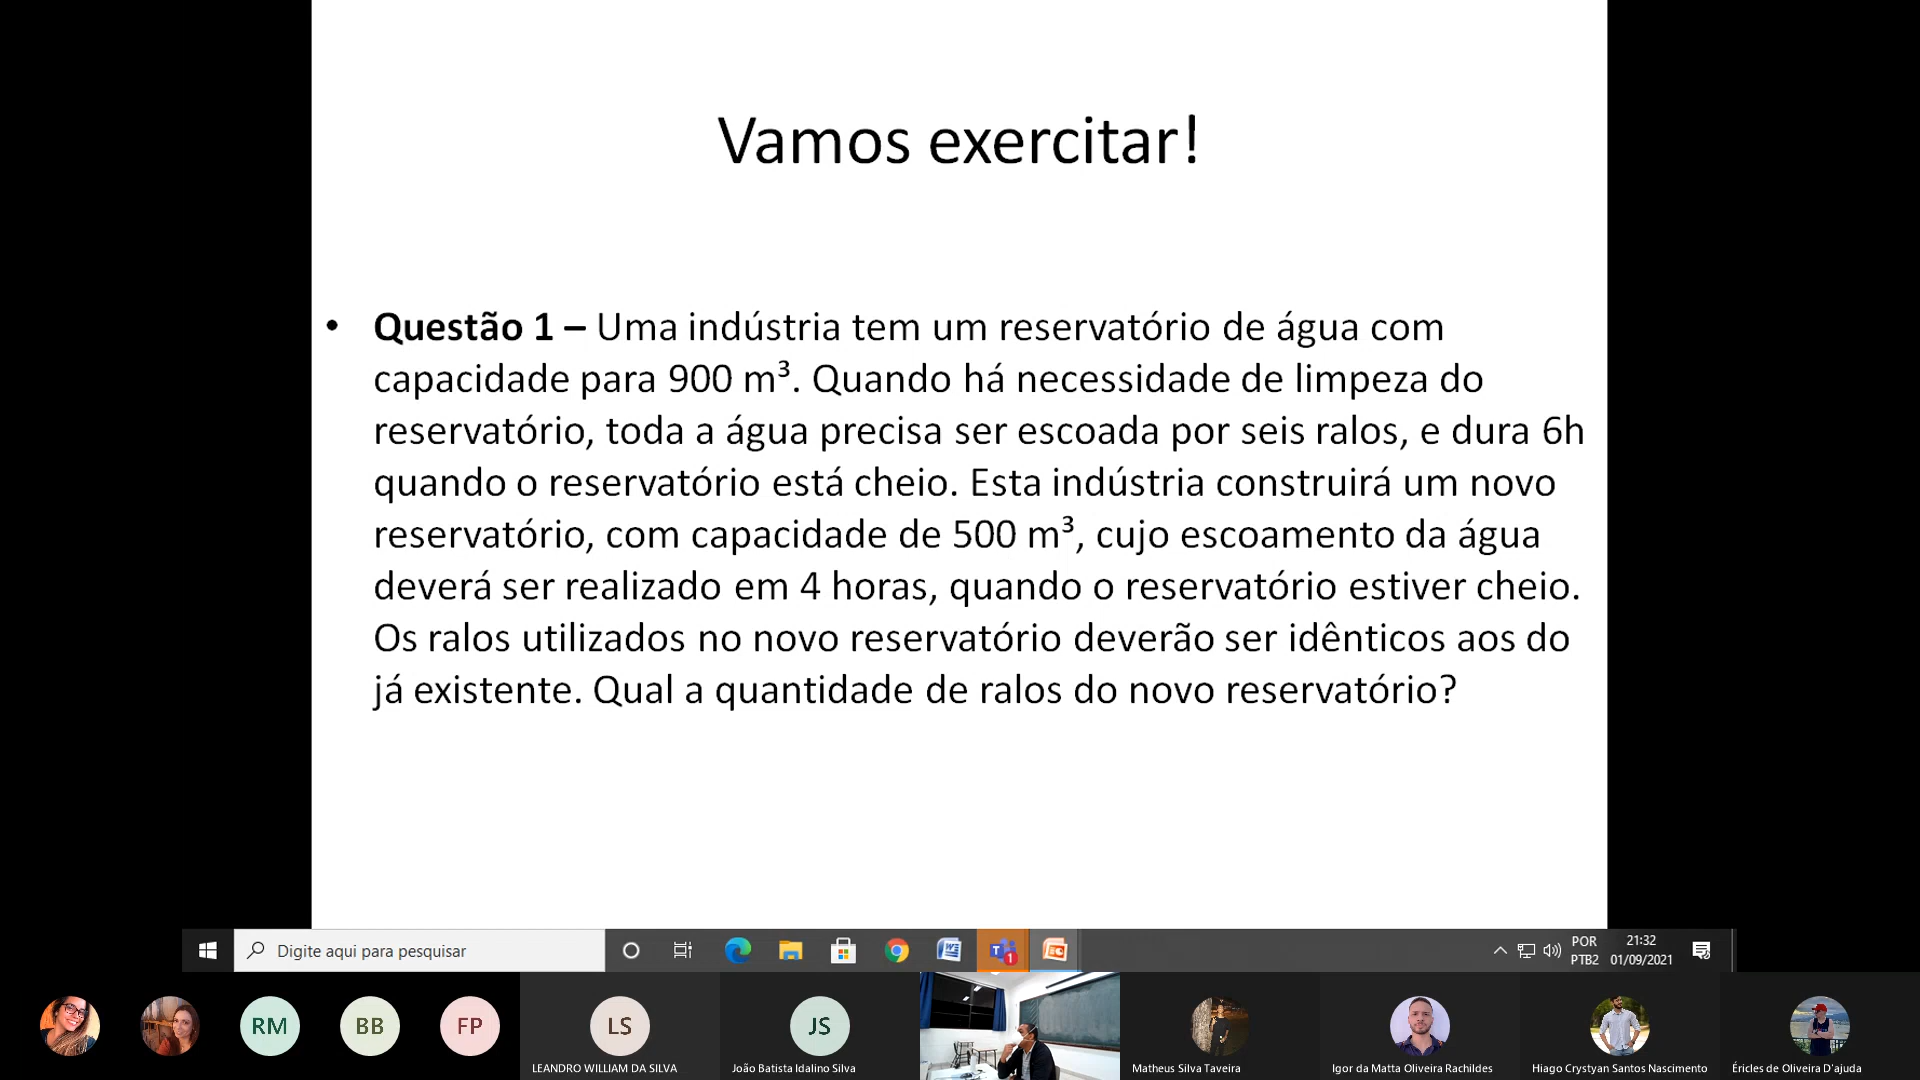 Vamos exercitar!
• Questão 1 – Uma indústria tem um reservatório de água com
capacidade para 900 m³. Quando há necessidade de limpeza do
reservatório, toda a água precisa ser escoada por seis ralos, e dura 6h
quando o reservatório está cheio. Esta indústria construirá um novo
reservatório, com capacidade de 500 m³, cujo escoamento da água
deverá ser realizado em 4 horas, quando o reservatório estiver cheio.
Os ralos utilizados no novo reservatório deverão ser idênticos aos do
já existente. Qual a quantidade de ralos do novo reservatório?
Digite aqui para pesquisar
1
POR
PTB2
21:32
01/09/2021
RM
BB
FP
LS
LEANDRO WILLIAM DA SILVA
JS
João Batista Idalino Silva
Matheus Silva Taveira
Igor da Matta Oliveira Rachildes
Hiago Crystyan Santos Nascimento
Éricles de Oliveira D'ajuda